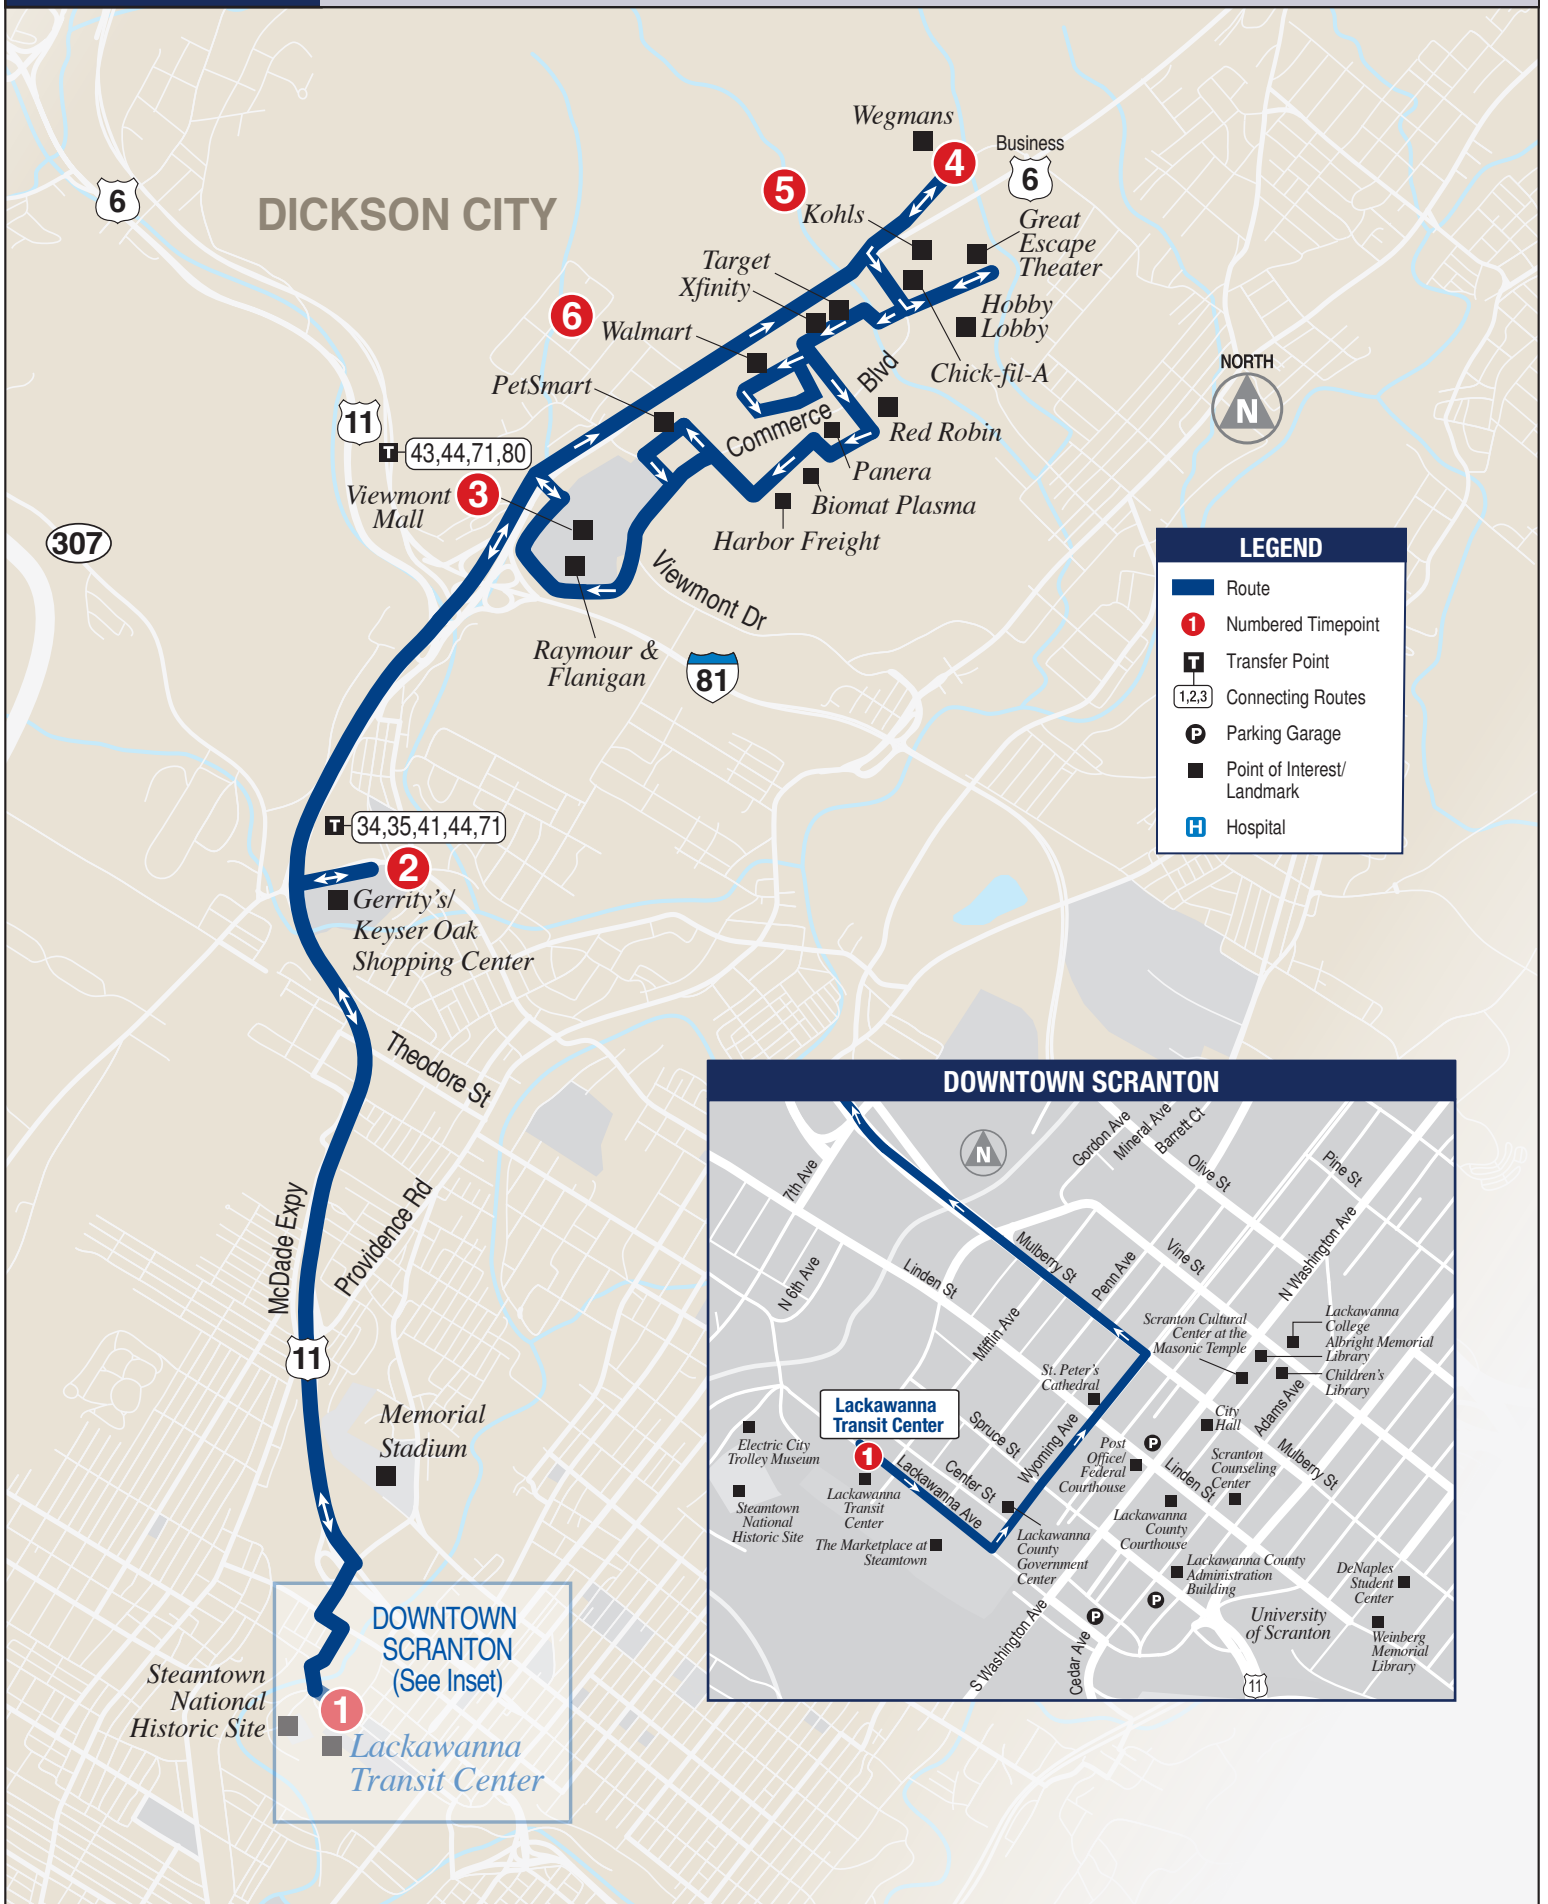 Wegmans
4
Business
6
5
Kohls
Great
Escape
Theater
6
DICKSON CITY
Target
Xfinity
6
Walmart
Hobby
Lobby
Chick-fil-A
PetSmart
Commerce
Blvd
Red Robin
Panera
Biomat Plasma
Harbor Freight
NORTH
N
11
T
43,44,71,80
3
Viewmont
Mall
307
Viewmont Dr
Raymour &
Flanigan
81
LEGEND
Route
1
Numbered Timepoint
T
Transfer Point
1,2,3
Connecting Routes
P
Parking Garage
Point of Interest/
Landmark
H
Hospital
T
34,35,41,44,71
2
Gerrity's/
Keyser Oak
Shopping Center
Theodore St
McDade Expy
Providence Rd
11
Memorial
Stadium
DOWNTOWN
SCRANTON
(See Inset)
Steamtown
National
Historic Site
1
Lackawanna
Transit Center
DOWNTOWN SCRANTON
N
Gordon Ave
Mineral Ave
Barrett Ct
Olive St
Pine St
7th Ave
N 6th Ave
Linden St
Mulberry St
Penn Ave
Vine St
N Washington Ave
Mifflin Ave
Scranton Cultural
Center at the
Masonic Temple
Lackawanna
College
Albright Memorial
Library
Children's
Library
St. Peter's
Cathedral
City
Hall
Adams Ave
Lackawanna
Transit Center
1
Electric City
Trolley Museum
Steamtown
National
Historic Site
Lackawanna
Transit
Center
The Marketplace at
Steamtown
Lackawanna Ave
Center St
Spruce St
Wyoming Ave
Post
Office/
Federal
Courthouse
P
Linden St
Scranton
Counseling
Center
Mulberry St
Lackawanna
County
Government
Center
Lackawanna
County
Courthouse
Lackawanna County
Administration
Building
P
P
S Washington Ave
Cedar Ave
University
of Scranton
DeNaples
Student
Center
Weinberg
Memorial
Library
11